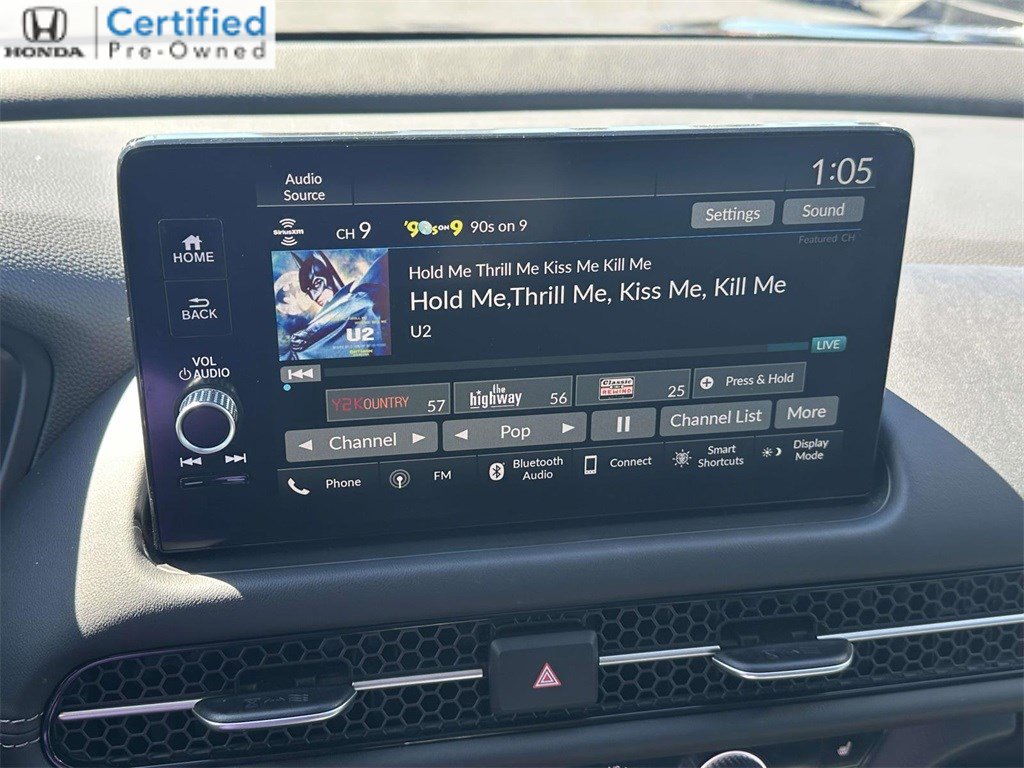 HONDA
Certified
Pre-Owned
Audio
Source
1:05
SiriusXM
CH 9
'90s ON 9
90s on 9
Settings
Sound
Featured CH
HOME
BACK
VOL
AUDIO
Hold Me Thrill Me Kiss Me Kill Me
Hold Me,Thrill Me, Kiss Me, Kill Me
U2
U2
LIVE
Y2KOUNTRY 57
the
highway 56
Classic
REWIND 25
Press & Hold
Channel
Pop
Channel List
More
Phone
FM
Bluetooth
Audio
Connect
Smart
Shortcuts
Display
Mode